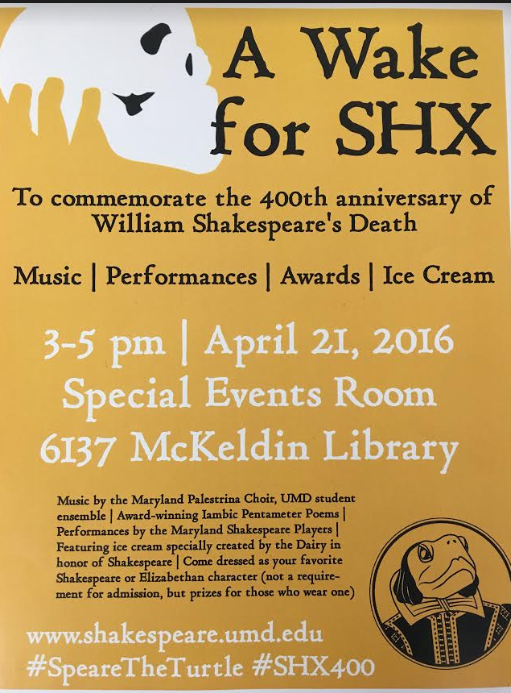 A Wake
for SHX
To commemorate the 400th anniversary of
William Shakespeare's Death
Music | Performances | Awards | Ice Cream
3-5 pm | April 21, 2016
Special Events Room
6137 McKeldin Library
Music by the Maryland Palestrina Choir, UMD student
ensemble | Award-winning Iambic Pentameter Poems |
Performances by the Maryland Shakespeare Players |
Featuring ice cream specially created by the Dairy in
honor of Shakespeare | Come dressed as your favorite
Shakespeare or Elizabethan character (not a require-
ment for admission, but prizes for those who wear one)
www.shakespeare.umd.edu
#SpeareTheTurtle #SHX400